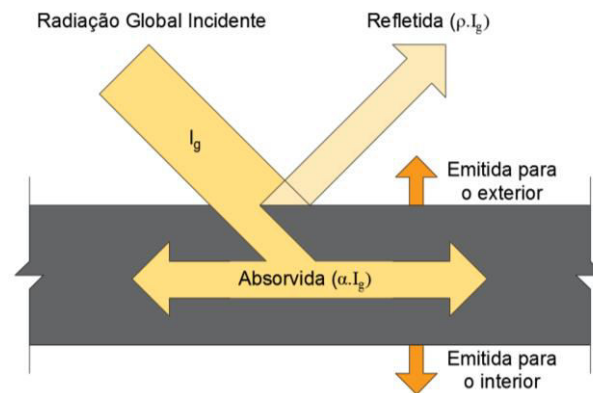 Radiação Global Incidente
Refletida (ρ.Ig)
Ig
Emitida para
o exterior
Absorvida (α.Ig)
Emitida para
o interior